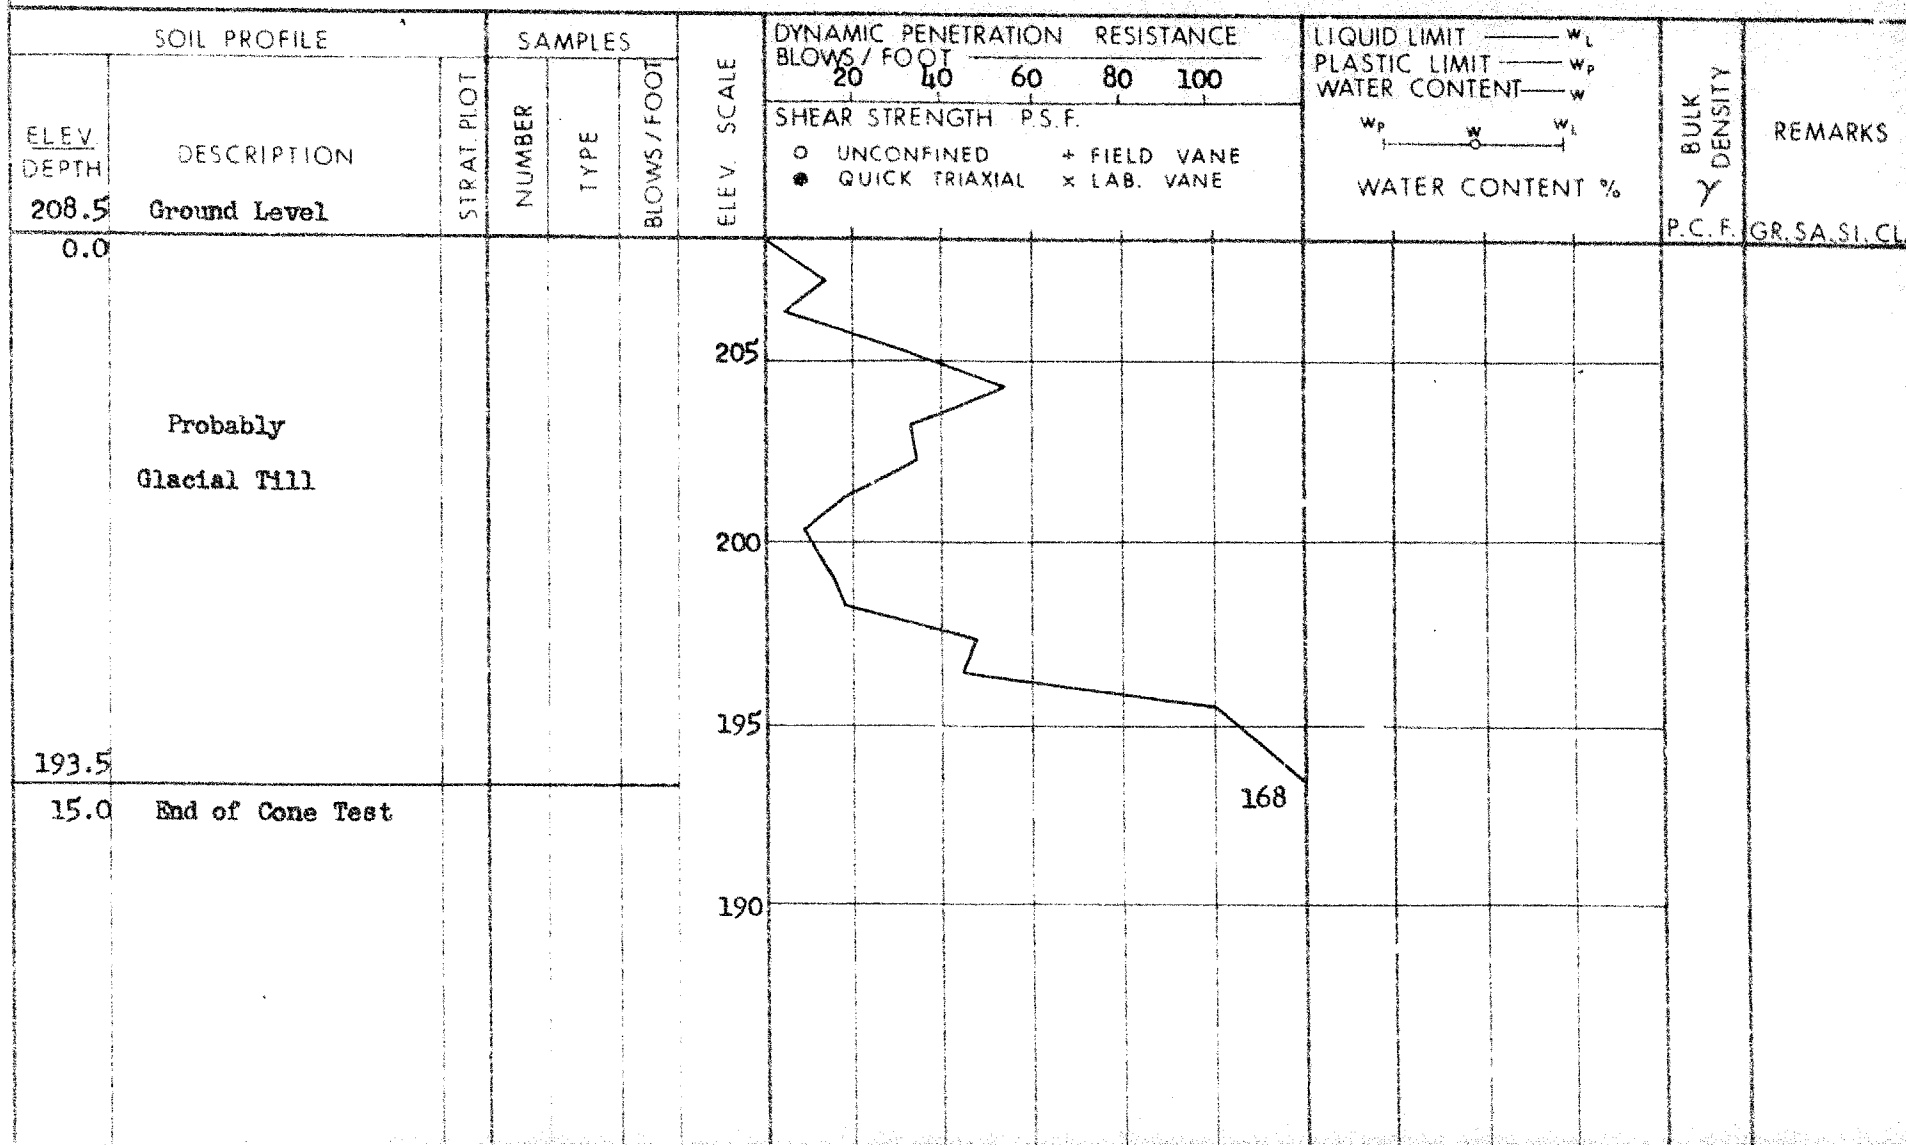 SOIL PROFILE
SAMPLES
ELEV.
DEPTH
DESCRIPTION
STRAT. PLOT
NUMBER
TYPE
BLOWS / FOOT
ELEV. SCALE
DYNAMIC PENETRATION RESISTANCE
BLOWS / FOOT
20 40 60 80 100
SHEAR STRENGTH P.S.F.
UNCONFINED + FIELD VANE
QUICK TRIAXIAL x LAB. VANE
LIQUID LIMIT wL
PLASTIC LIMIT wP
WATER CONTENT w
wP w wL
WATER CONTENT %
BULK DENSITY
γ
P.C.F.
REMARKS
GR. SA. SI. CL.
208.5 Ground Level
0.0
205
Probably
Glacial Till
200
195
193.5
15.0 End of Cone Test
168
190